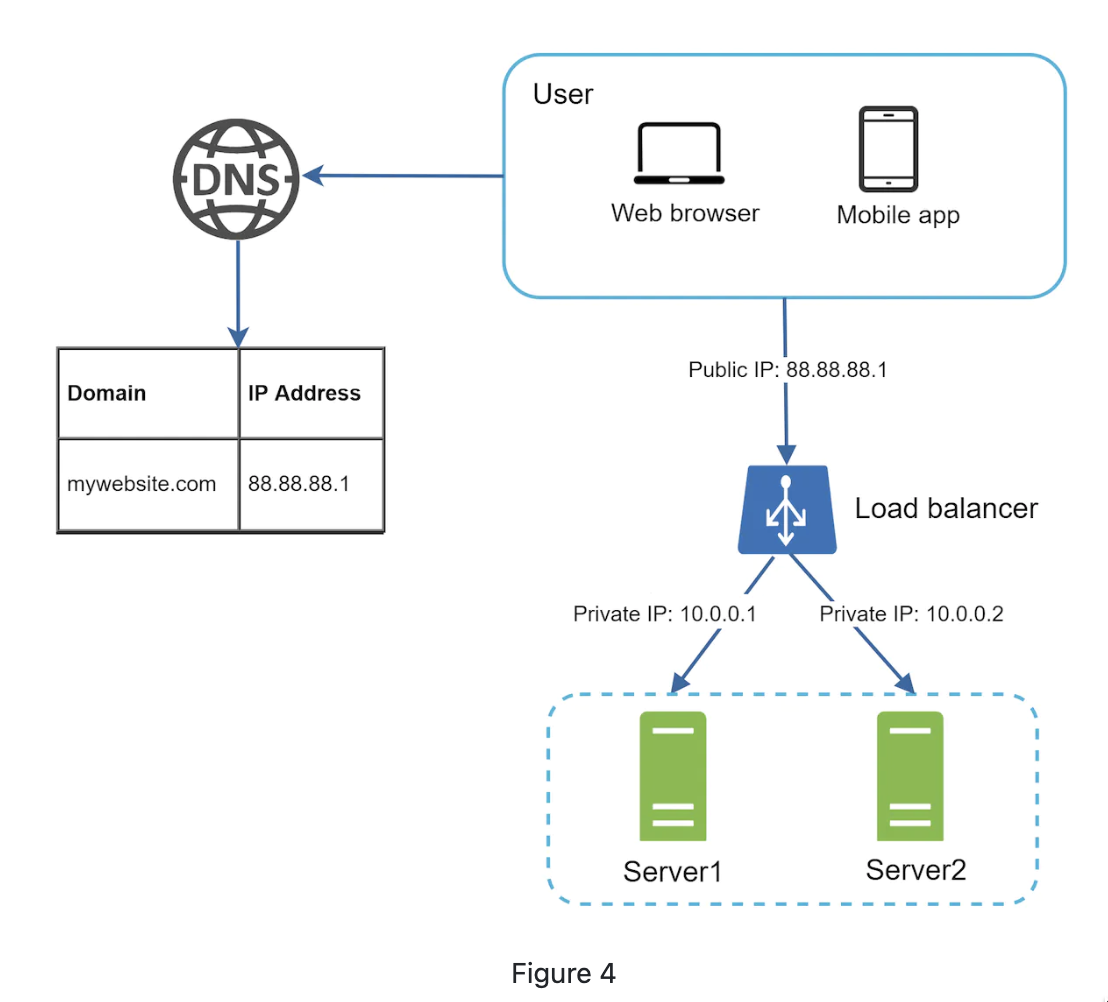 User
DNS
Web browser
Mobile app
Public IP: 88.88.88.1
Domain
IP Address
mywebsite.com
88.88.88.1
Load balancer
Private IP: 10.0.0.1
Private IP: 10.0.0.2
Server1
Server2
Figure 4